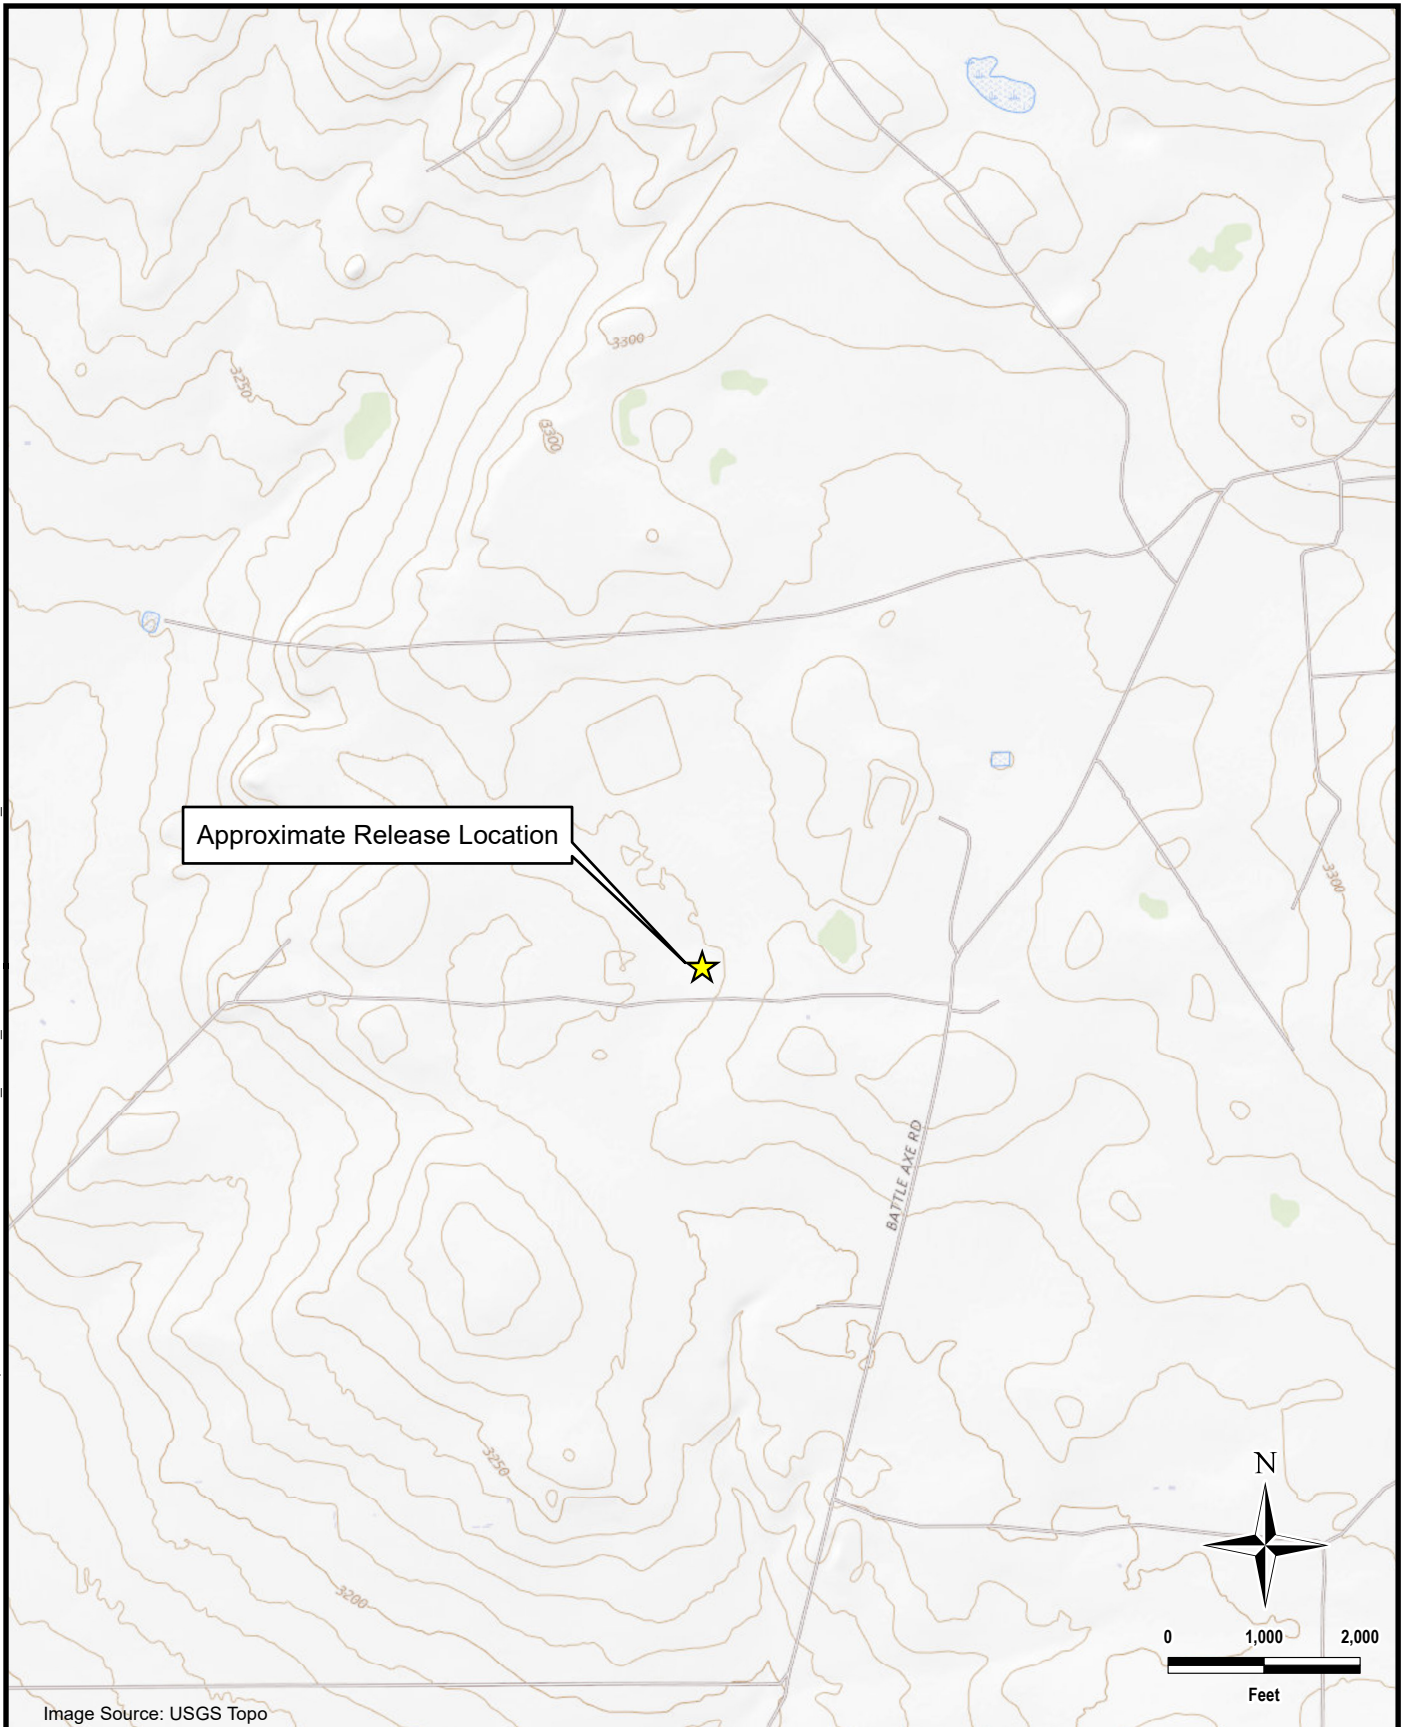 3300
3250
3300
Approximate Release Location
3300
BATTLE AXE RD
3250
N
3200
0 1,000 2,000
Feet
Image Source: USGS Topo